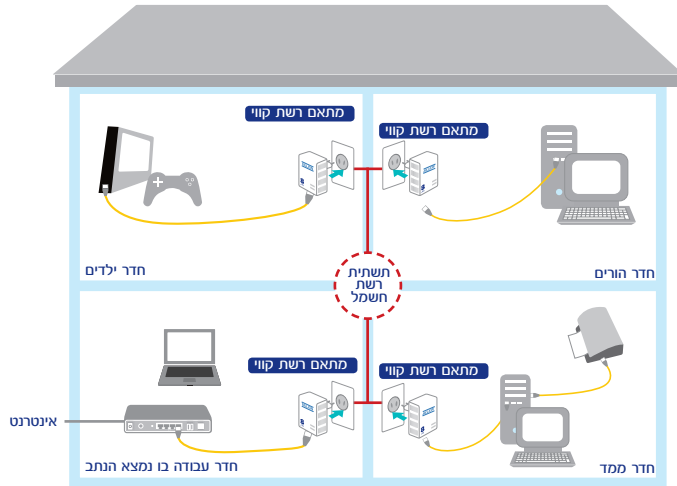 מתאם רשת קווי
מתאם רשת קווי
חדר הורים
חדר ילדים
תשתית
רשת
חשמל
מתאם רשת קווי
מתאם רשת קווי
אינטרנט
חדר עבודה בו נמצא הנתב
חדר ממד